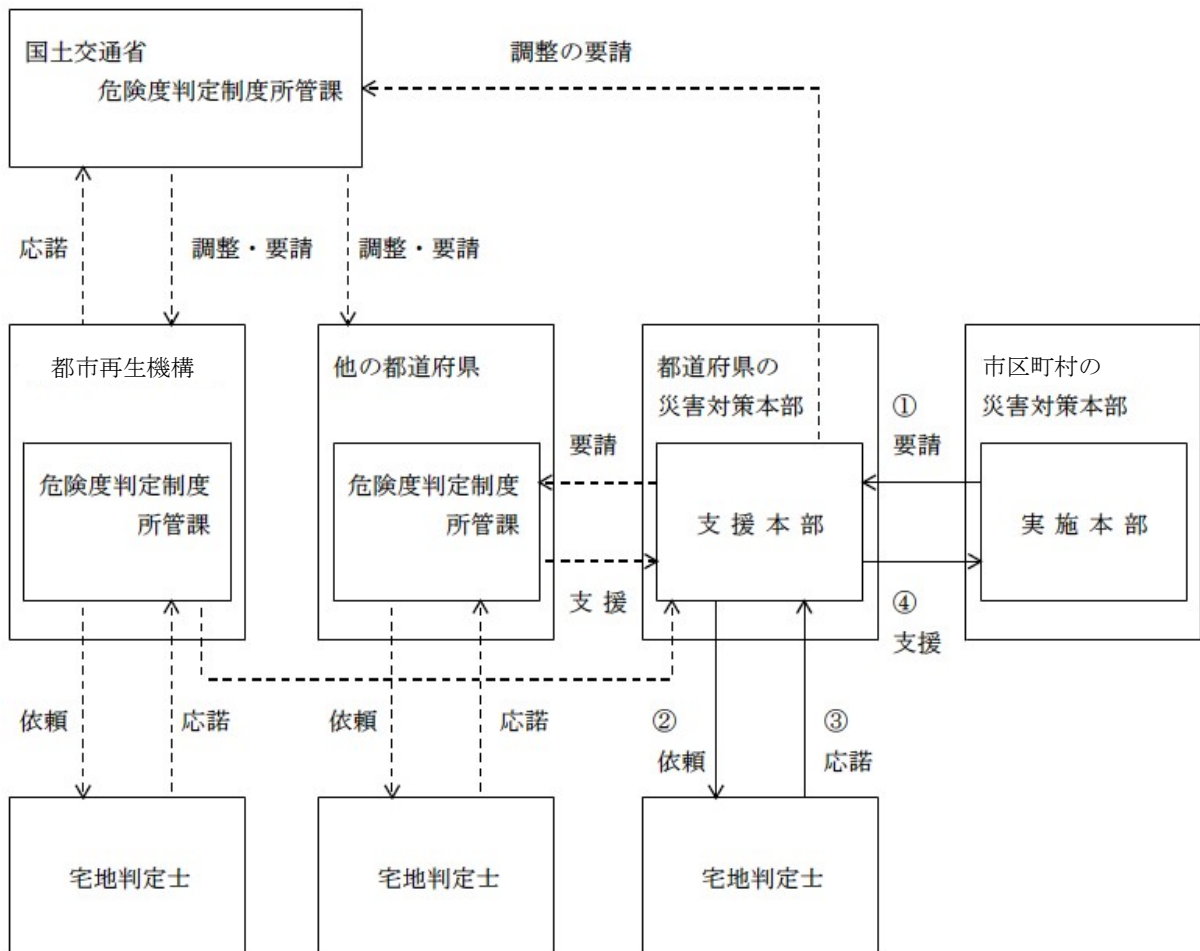 国土交通省
危険度判定制度所管課
調整の要請
応諾
調整・要請
調整・要請
都市再生機構
危険度判定制度
所管課
他の都道府県
危険度判定制度
所管課
要請
支 援
都道府県の
災害対策本部
支 援 本 部
①
要請
④
支援
市区町村の
災害対策本部
実 施 本 部
依頼
応諾
依頼
応諾
②
依頼
③
応諾
宅地判定士
宅地判定士
宅地判定士